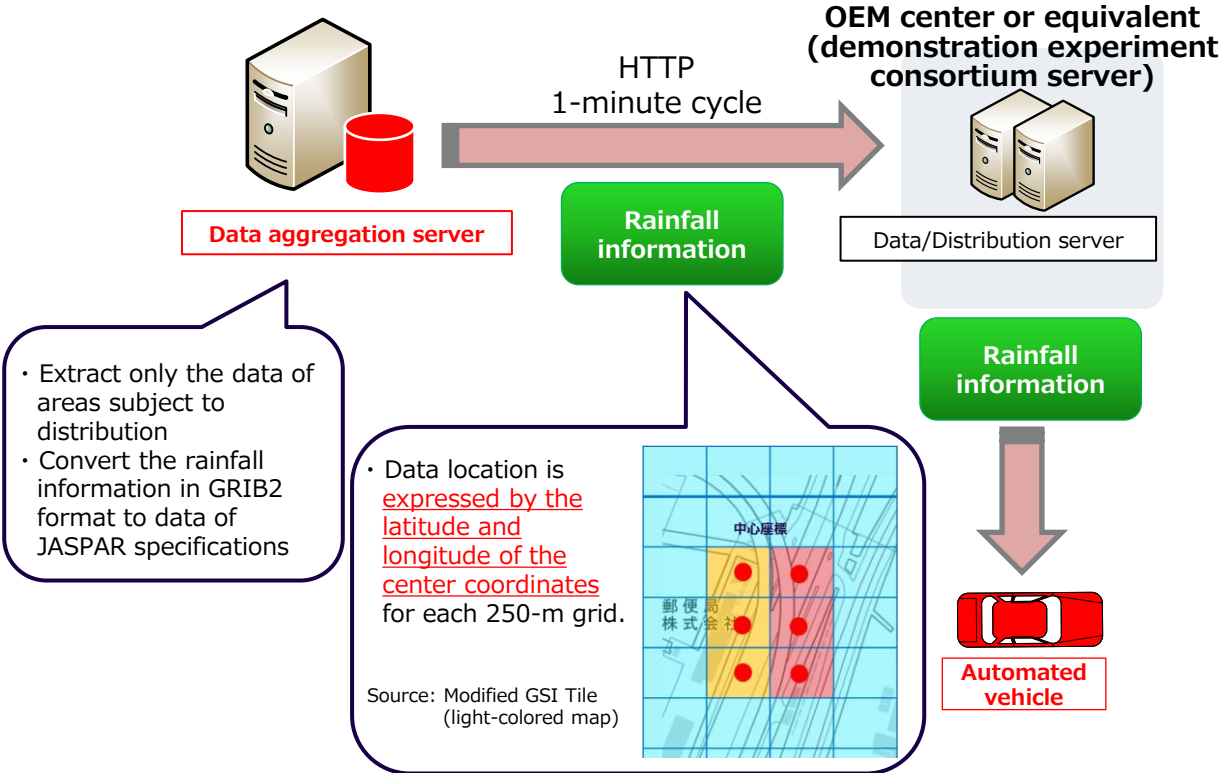 OEM center or equivalent
(demonstration experiment
consortium server)
HTTP
1-minute cycle
Data aggregation server
Rainfall
information
Data/Distribution server
・Extract only the data of
areas subject to
distribution
・Convert the rainfall
information in GRIB2
format to data of
JASPAR specifications
Rainfall
information
・Data location is
expressed by the
latitude and
longitude of the
center coordinates
for each 250-m grid.
Source: Modified GSI Tile
(light-colored map)
中心座標
郵便局
株式会社
Automated
vehicle